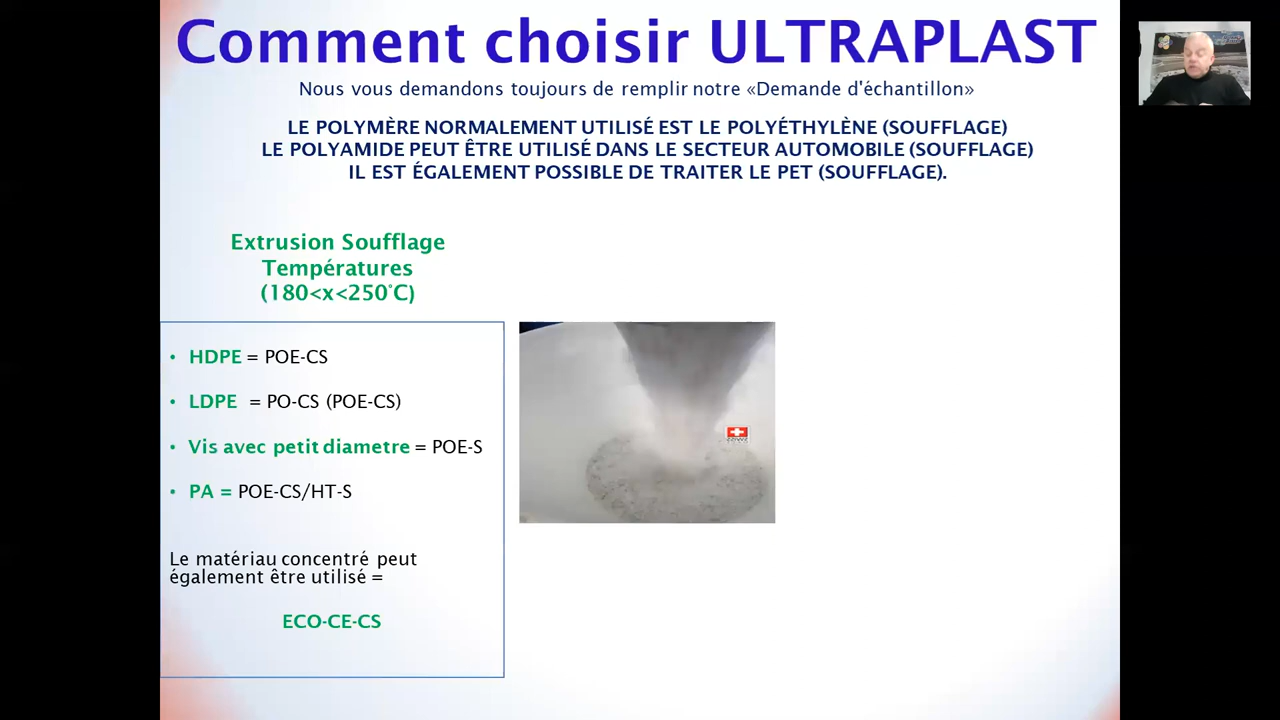 Comment choisir ULTRAPLAST
Nous vous demandons toujours de remplir notre «Demande d'échantillon»
LE POLYMÈRE NORMALEMENT UTILISÉ EST LE POLYÉTHYLÈNE (SOUFFLAGE)
LE POLYAMIDE PEUT ÊTRE UTILISÉ DANS LE SECTEUR AUTOMOBILE (SOUFFLAGE)
IL EST ÉGALEMENT POSSIBLE DE TRAITER LE PET (SOUFFLAGE).
Extrusion Soufflage
Températures
(180<x<250°C)
• HDPE = POE-CS
• LDPE = PO-CS (POE-CS)
• Vis avec petit diametre = POE-S
• PA = POE-CS/HT-S
Le matériau concentré peut
également être utilisé =
ECO-CE-CS